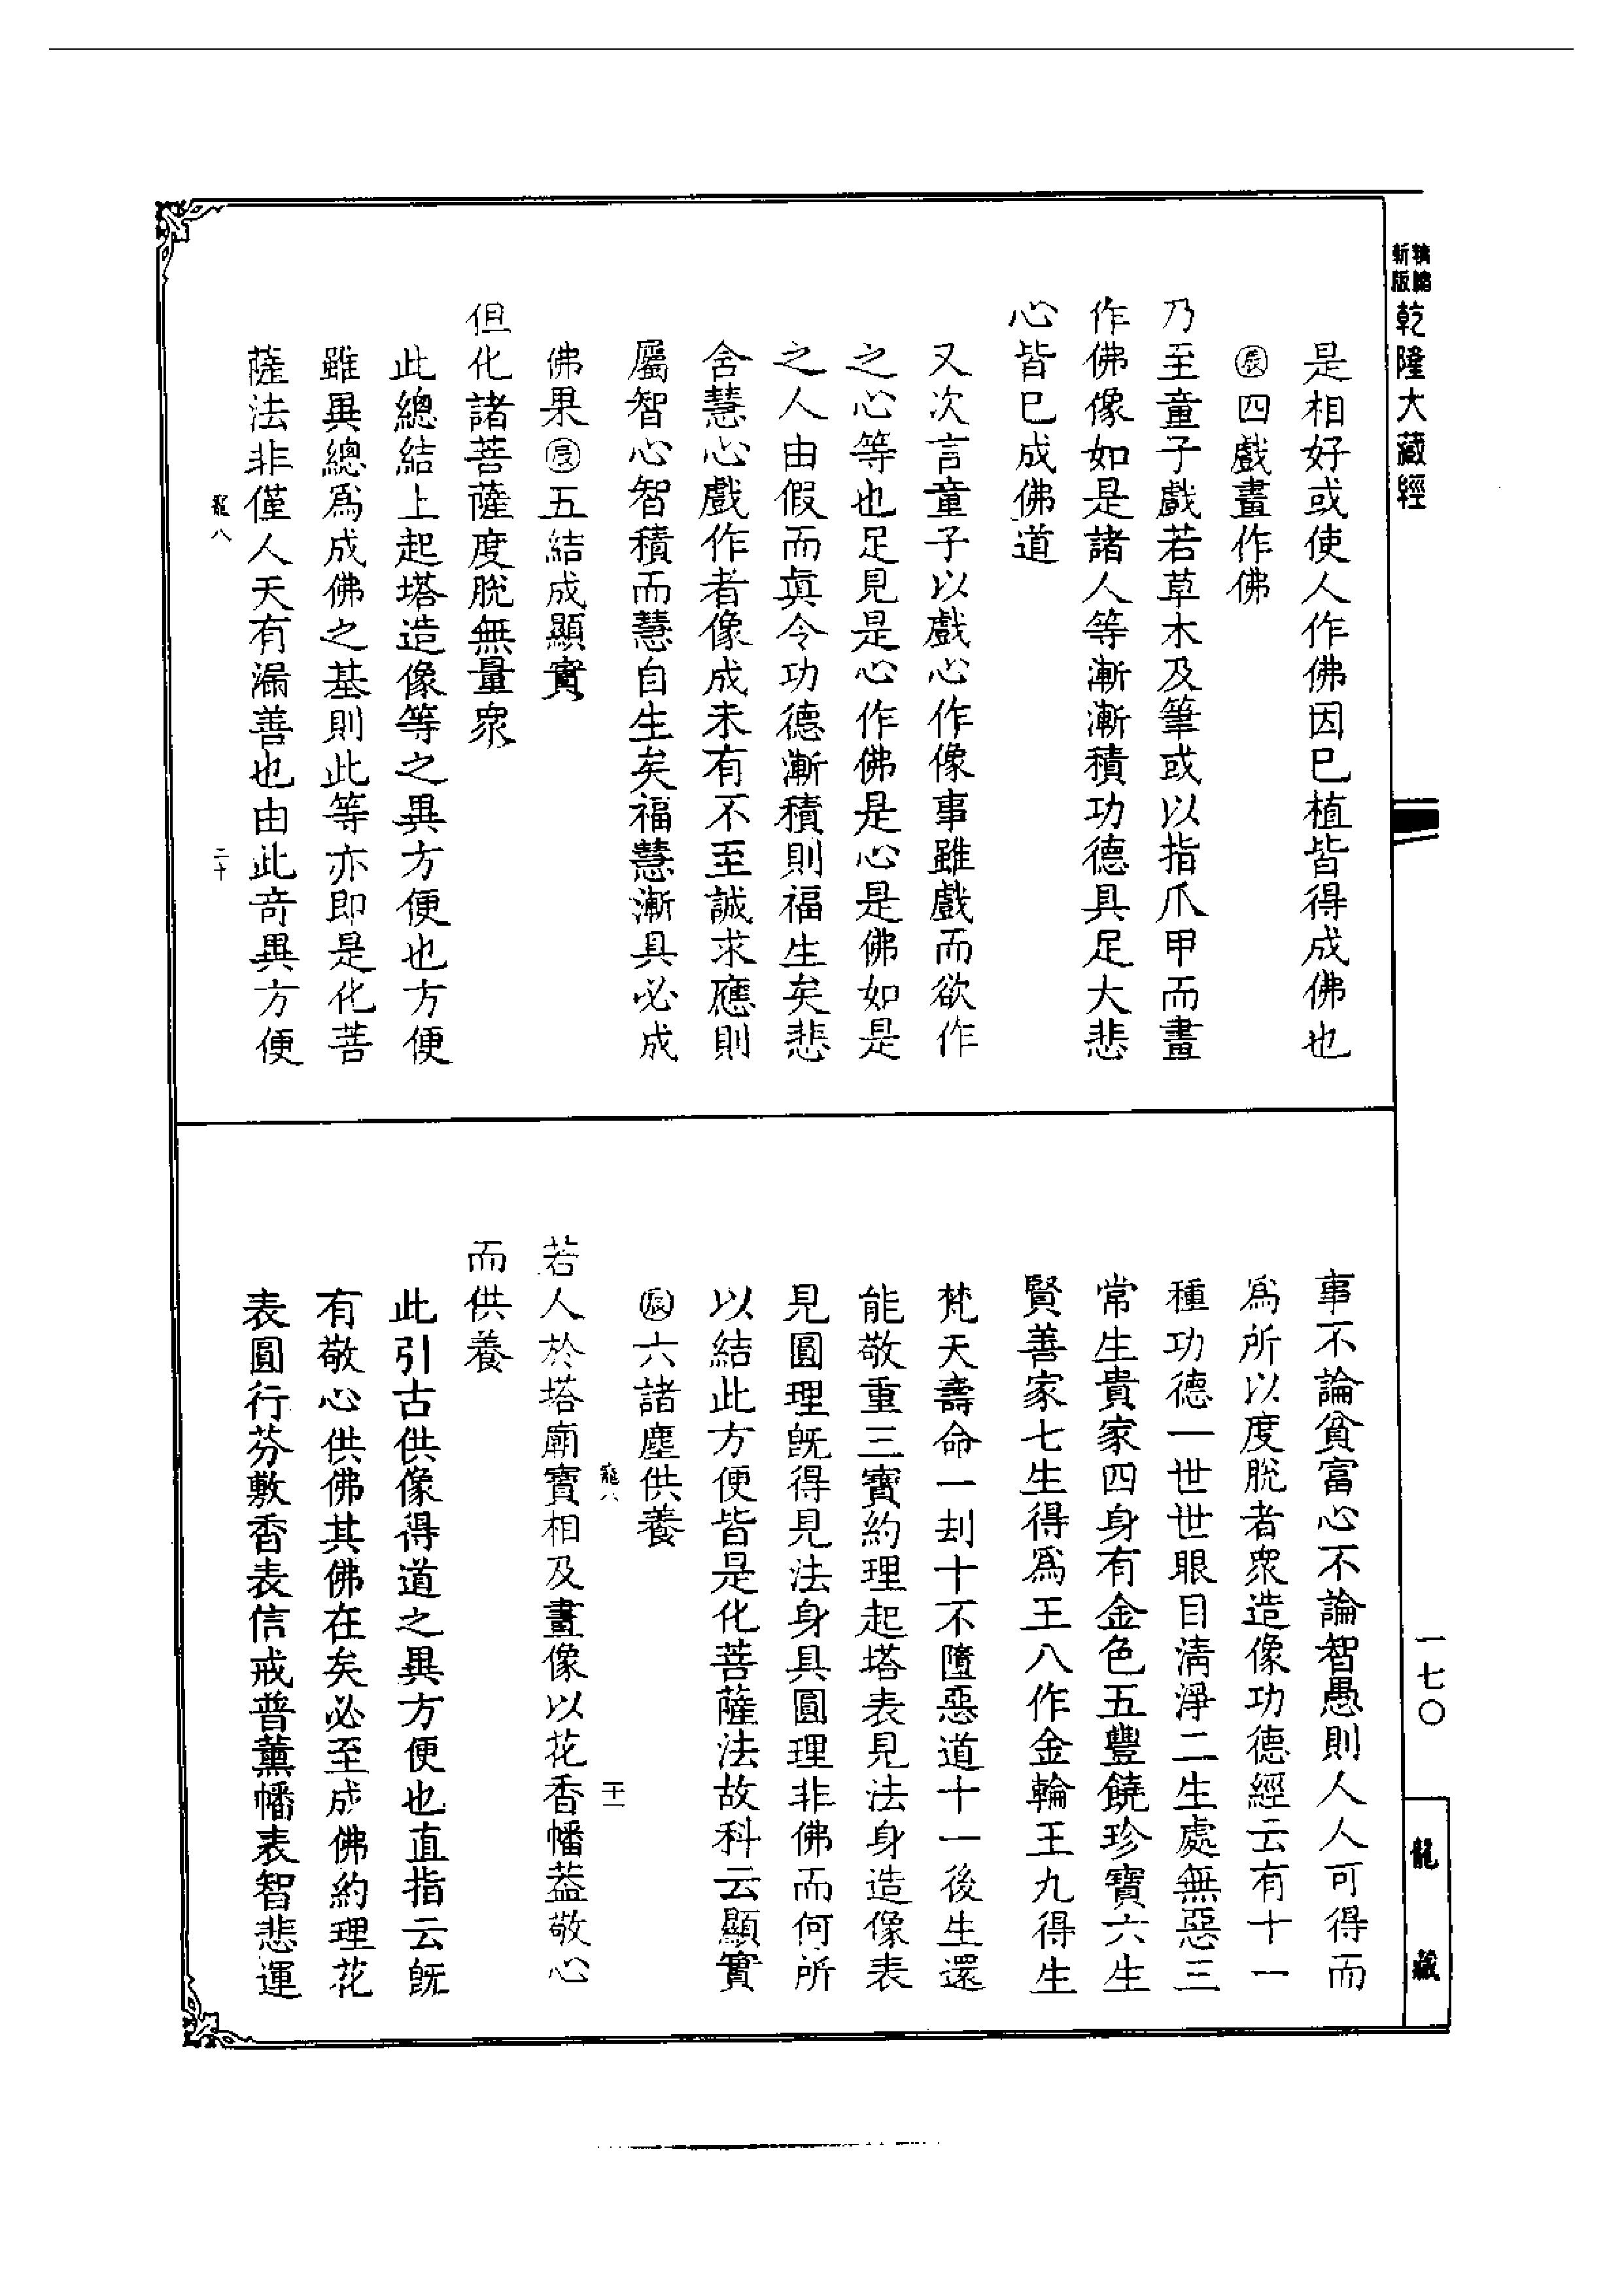 新版
乾隆大藏經
是相好或使人作佛因巳植皆得成佛也
㊂四戲畫作佛
乃至童子戲若草木及筆或以指爪甲而畫
作佛像如是諸人等漸漸積功德具足大悲
心皆巳成佛道
又次言童子以戲心作像事雖戲而欲作
之心等也足見是心作佛是心是佛如是
之人由假而眞令功德漸積則福生矣悲
舍慧心戲作者像成未有不至誠求應則
屬智心智積而慧自生矣福慧漸具必成
佛果辰五結成顯實
但化諸菩薩度脫無量衆
此總結上起塔造像等之異方便也方便
雖異總爲成佛之基則此等亦即是化菩
薩法非僅人天有漏善也由此奇異方便
八
二十
事不論貧富心不論智愚則人人可得而
爲所以度脫者衆造像功德經云有十一
種功德一世世眼目淸淨二生處無惡三
常生貴家四身有金色五豐饒珍寶六生
賢善家七生得爲王八作金輪王九得生
梵天壽命一刦十不墮惡道十一後生還
能敬重三寶約理起塔表見法身造像表
見圓理旣得見法身具圓理非佛而何所
以結此方便皆是化菩薩法故科云顯實
辰六諸塵供養
八
二十一
若人於塔廟寶相及畫像以花香幡葢敬心
而供養
此引古供像得道之異方便也直指云旣
有敬心供佛其佛在矣必至成佛約理花
表圓行芬敷香表信戒普薰幡表智悲運
一七〇
龍藏